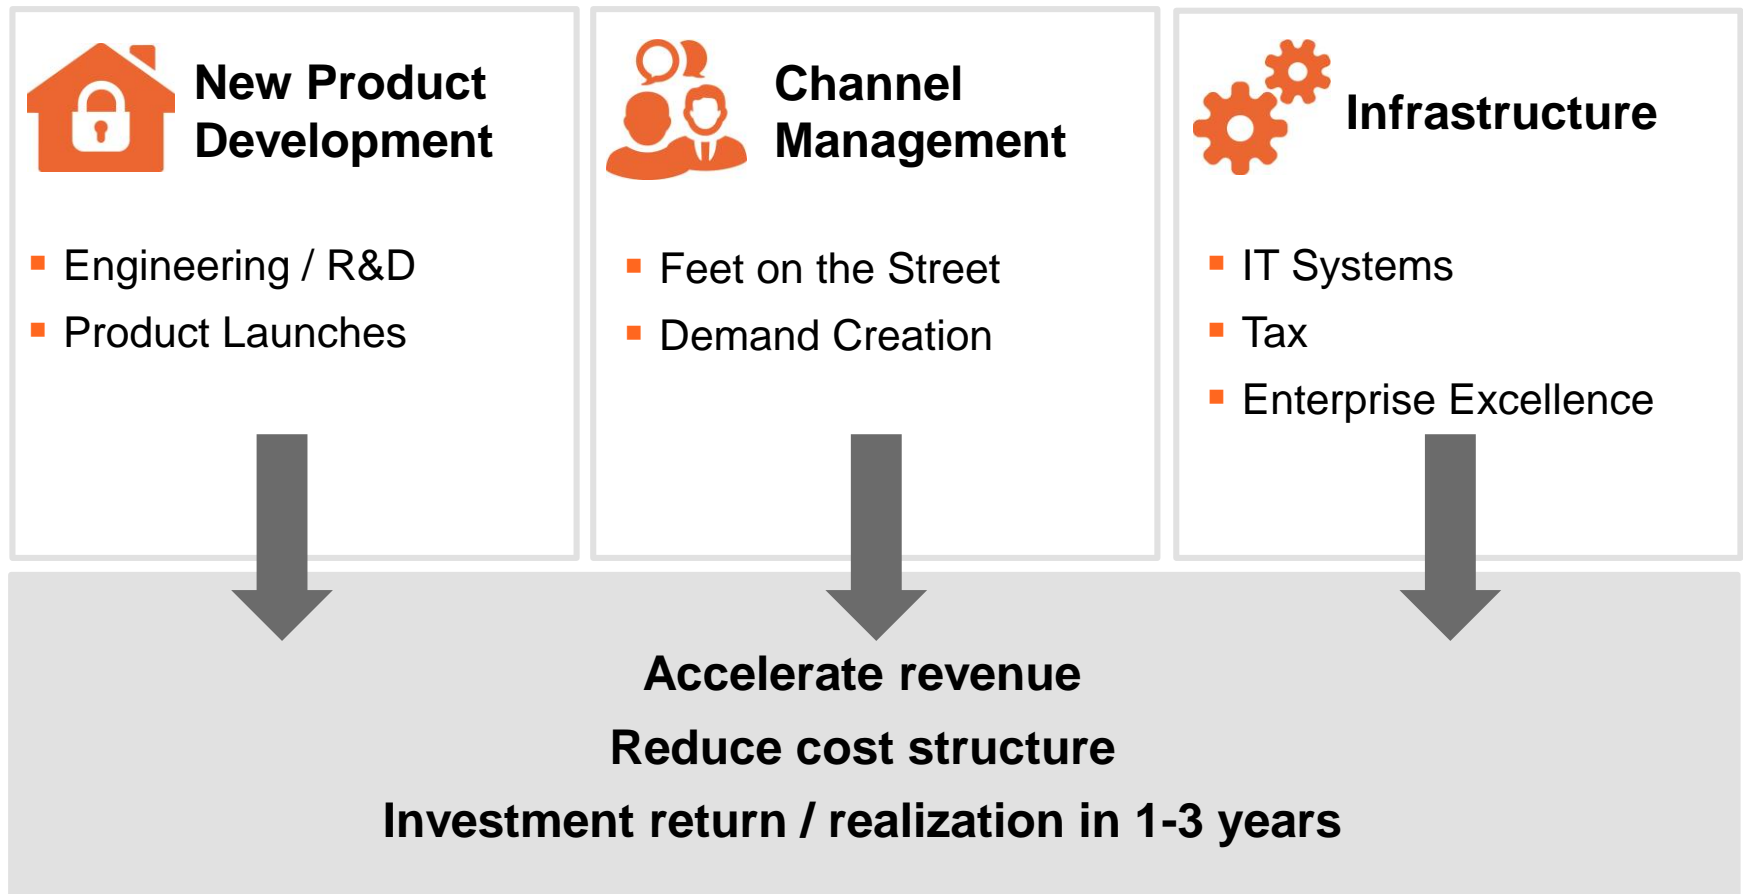 New Product
Development
Engineering / R&D
Product Launches
Channel
Management
Feet on the Street
Demand Creation
Infrastructure
IT Systems
Tax
Enterprise Excellence
Accelerate revenue
Reduce cost structure
Investment return / realization in 1-3 years